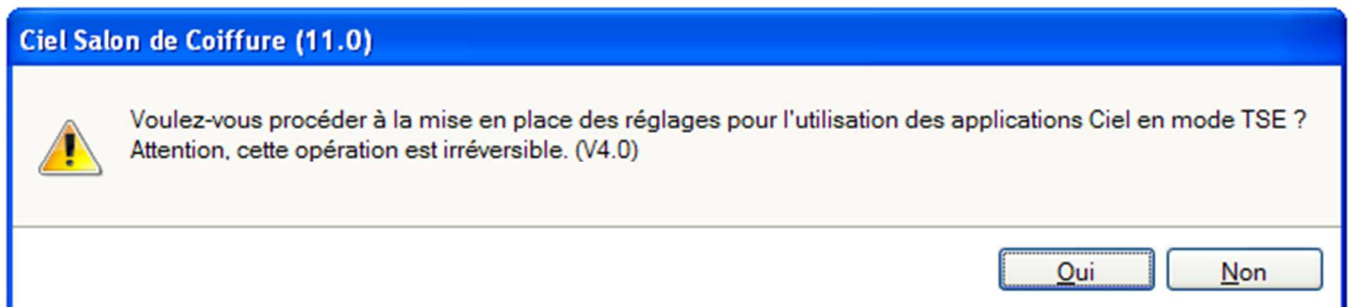 Ciel Salon de Coiffure (11.0)
Voulez-vous procéder à la mise en place des réglages pour l'utilisation des applications Ciel en mode TSE ?
Attention, cette opération est irréversible. (V4.0)
Oui Non